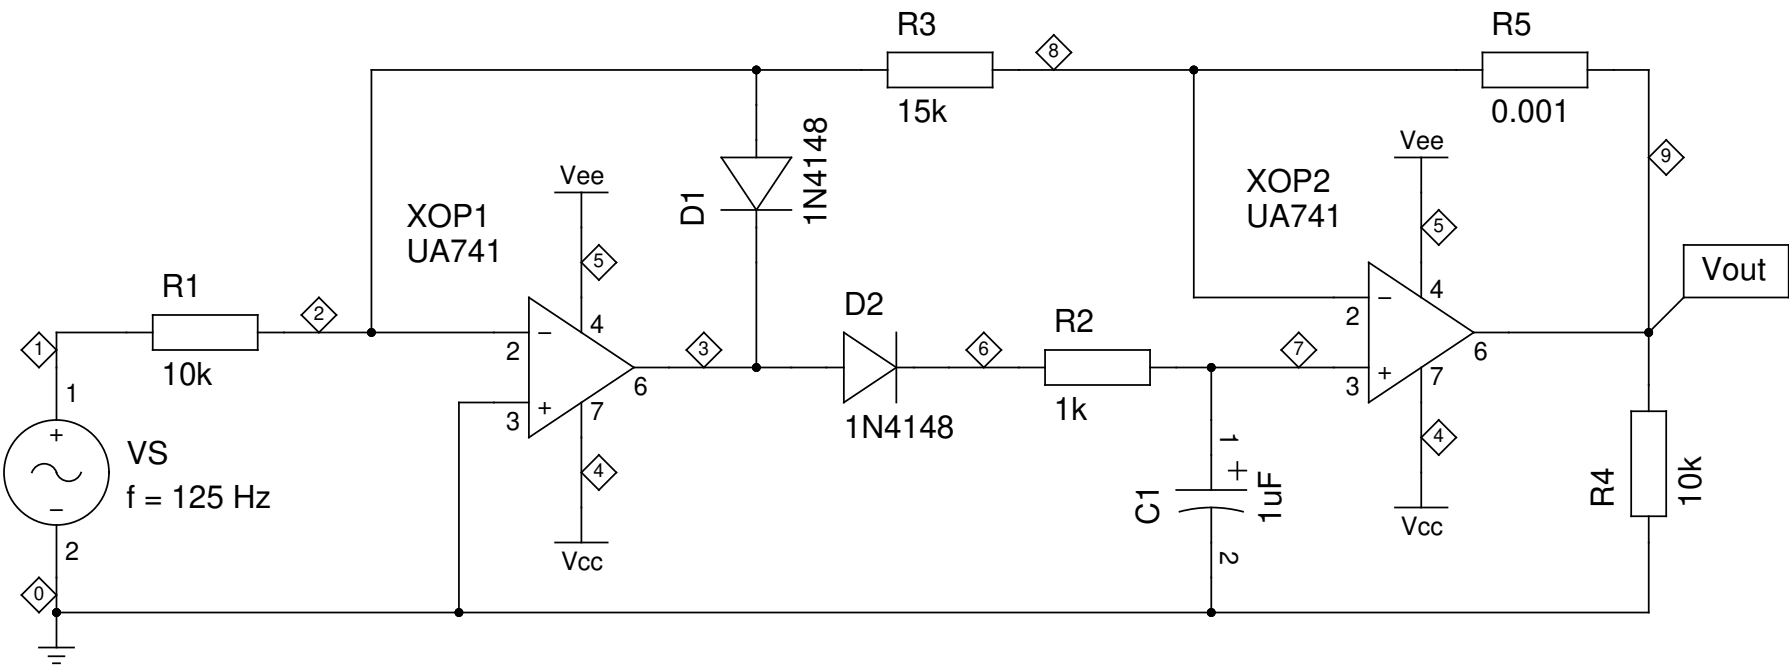 R3
8
R5
15k
0.001
1N4148
Vee
9
Vee
XOP2
UA741
D1
XOP1
UA741
5
5
Vout
R1
2
D2
4
−
2
R2
1
−
4
3
6
7
2
6
6
10k
+
7
1k
+
7
3
1
3
1N4148
4
1
+
VS
C1
+
1uF
R4
10k
f = 125 Hz
4
−
Vcc
2
Vcc
2
0